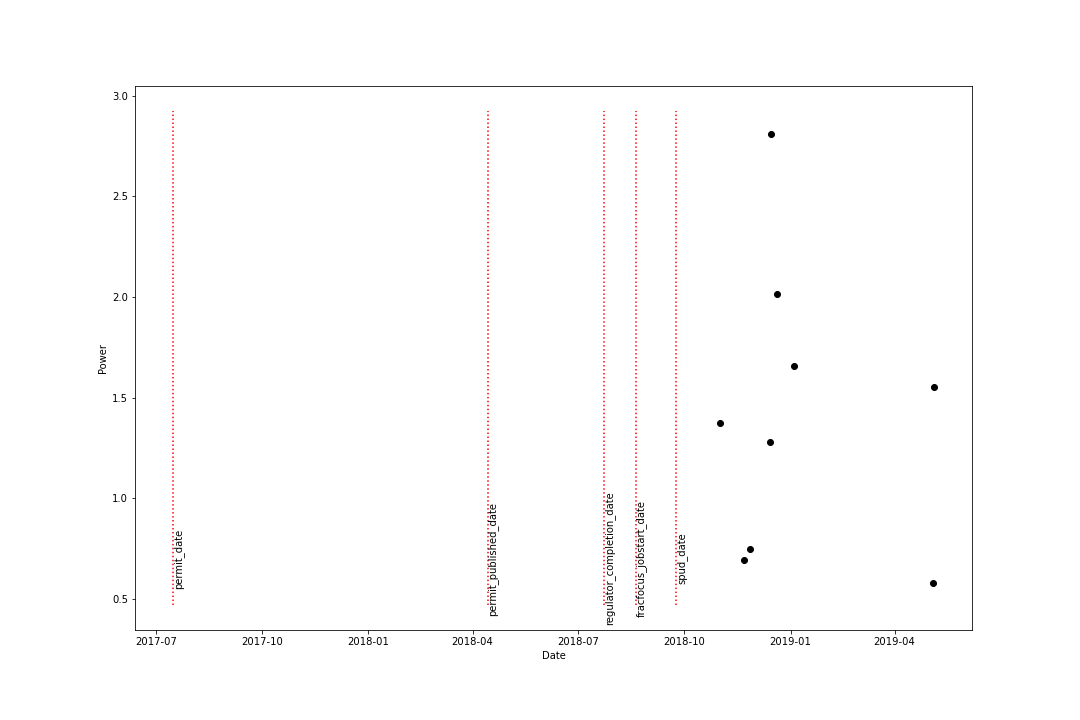 3.0
2.5
2.0
1.5
1.0
0.5
Power
permit_date
permit_published_date
regulator_completion_date
fracfocus_jobstart_date
spud_date
2017-07
2017-10
2018-01
2018-04
2018-07
2018-10
2019-01
2019-04
Date